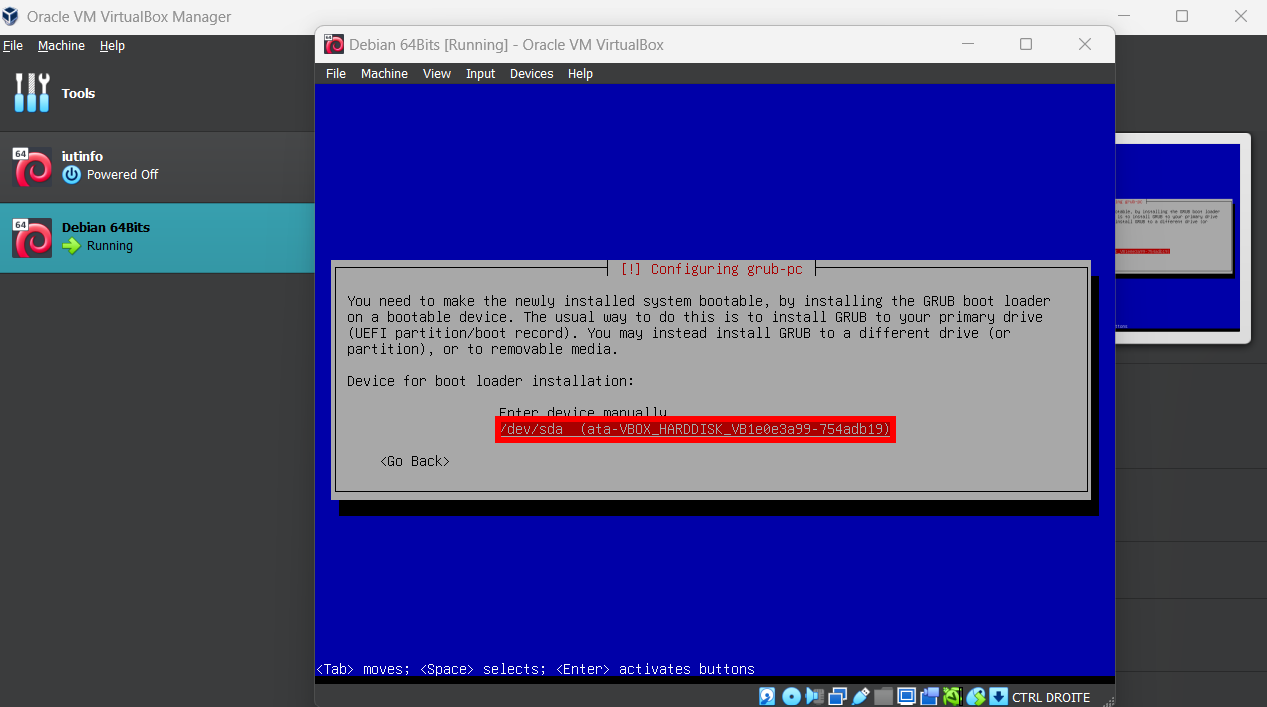 Oracle VM VirtualBox Manager
File Machine Help
Tools
64
iutinfo
Powered Off
64
Debian 64Bits
Running
Debian 64Bits [Running] - Oracle VM VirtualBox
File Machine View Input Devices Help
[!] Configuring grub-pc
You need to make the newly installed system bootable, by installing the GRUB boot loader
on a bootable device. The usual way to do this is to install GRUB to your primary drive
(UEFI partition/boot record). You may instead install GRUB to a different drive (or
partition), or to removable media.
Device for boot loader installation:
Enter device manually
/dev/sda (ata-VBOX_HARDDISK_VB1e0e3a99-754adb19)
<Go Back>
<Tab> moves; <Space> selects; <Enter> activates buttons
CTRL DROITE